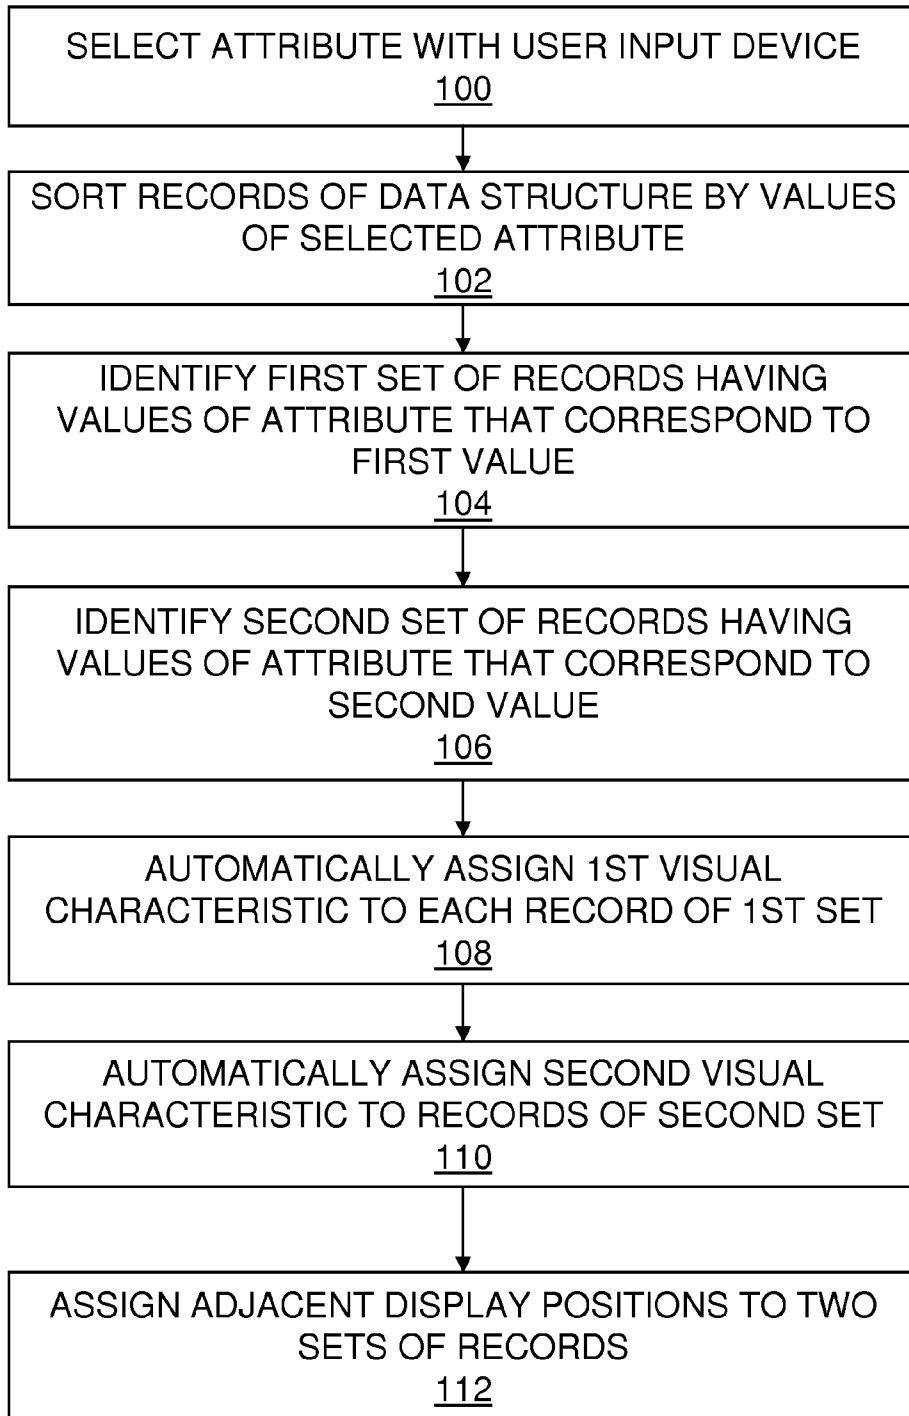 SELECT ATTRIBUTE WITH USER INPUT DEVICE
100
SORT RECORDS OF DATA STRUCTURE BY VALUES
OF SELECTED ATTRIBUTE
102
IDENTIFY FIRST SET OF RECORDS HAVING
VALUES OF ATTRIBUTE THAT CORRESPOND TO
FIRST VALUE
104
IDENTIFY SECOND SET OF RECORDS HAVING
VALUES OF ATTRIBUTE THAT CORRESPOND TO
SECOND VALUE
106
AUTOMATICALLY ASSIGN 1ST VISUAL
CHARACTERISTIC TO EACH RECORD OF 1ST SET
108
AUTOMATICALLY ASSIGN SECOND VISUAL
CHARACTERISTIC TO RECORDS OF SECOND SET
110
ASSIGN ADJACENT DISPLAY POSITIONS TO TWO
SETS OF RECORDS
112